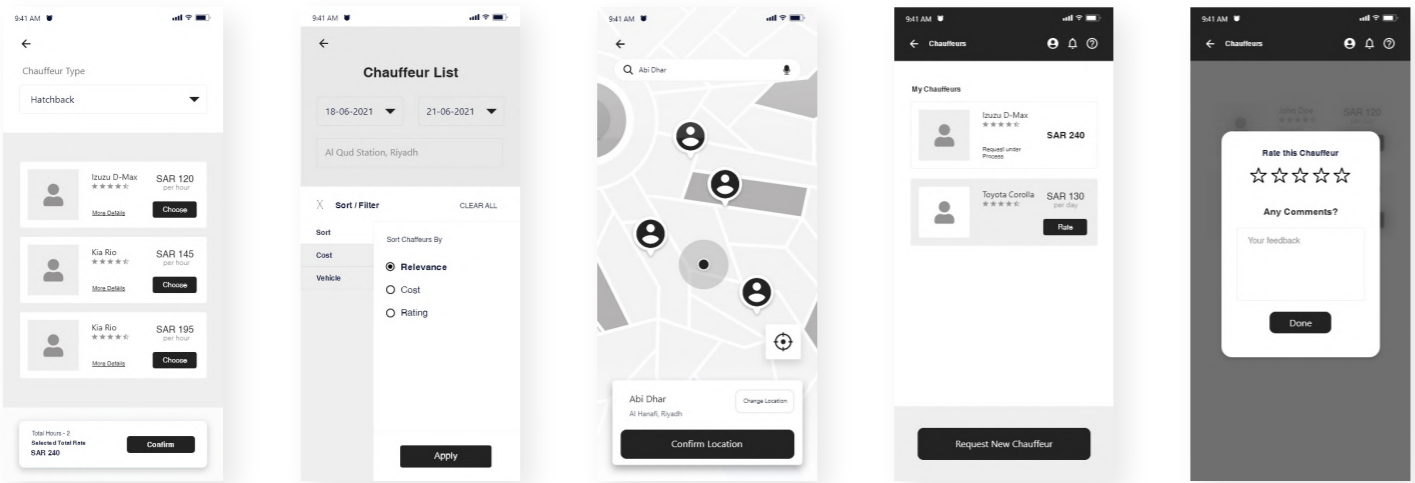 9:41 AM
Chauffeur Type
Hatchback
Izuzu D-Max
SAR 120
per hour
More Details
Choose
Kia Rio
SAR 145
per hour
More Details
Choose
Kia Rio
SAR 195
per hour
More Details
Choose
Total Hours - 2
Selected Total Rate
SAR 240
Confirm
9:41 AM
Chauffeur List
18-06-2021
21-06-2021
Al Qud Station, Riyadh
X Sort / Filter
CLEAR ALL
Sort
Cost
Vehicle
Sort Chaffeurs By
Relevance
Cost
Rating
Apply
9:41 AM
Abi Dhar
Abi Dhar
Al Hanafi, Riyadh
Change Location
Confirm Location
9:41 AM
Chauffeurs
My Chauffeurs
Izuzu D-Max
SAR 240
Request under
Process
Toyota Corolla
SAR 130
per day
Rate
Request New Chauffeur
9:41 AM
Chauffeurs
John Doe
SAR 120
Rate this Chauffeur
Any Comments?
Your feedback
Done